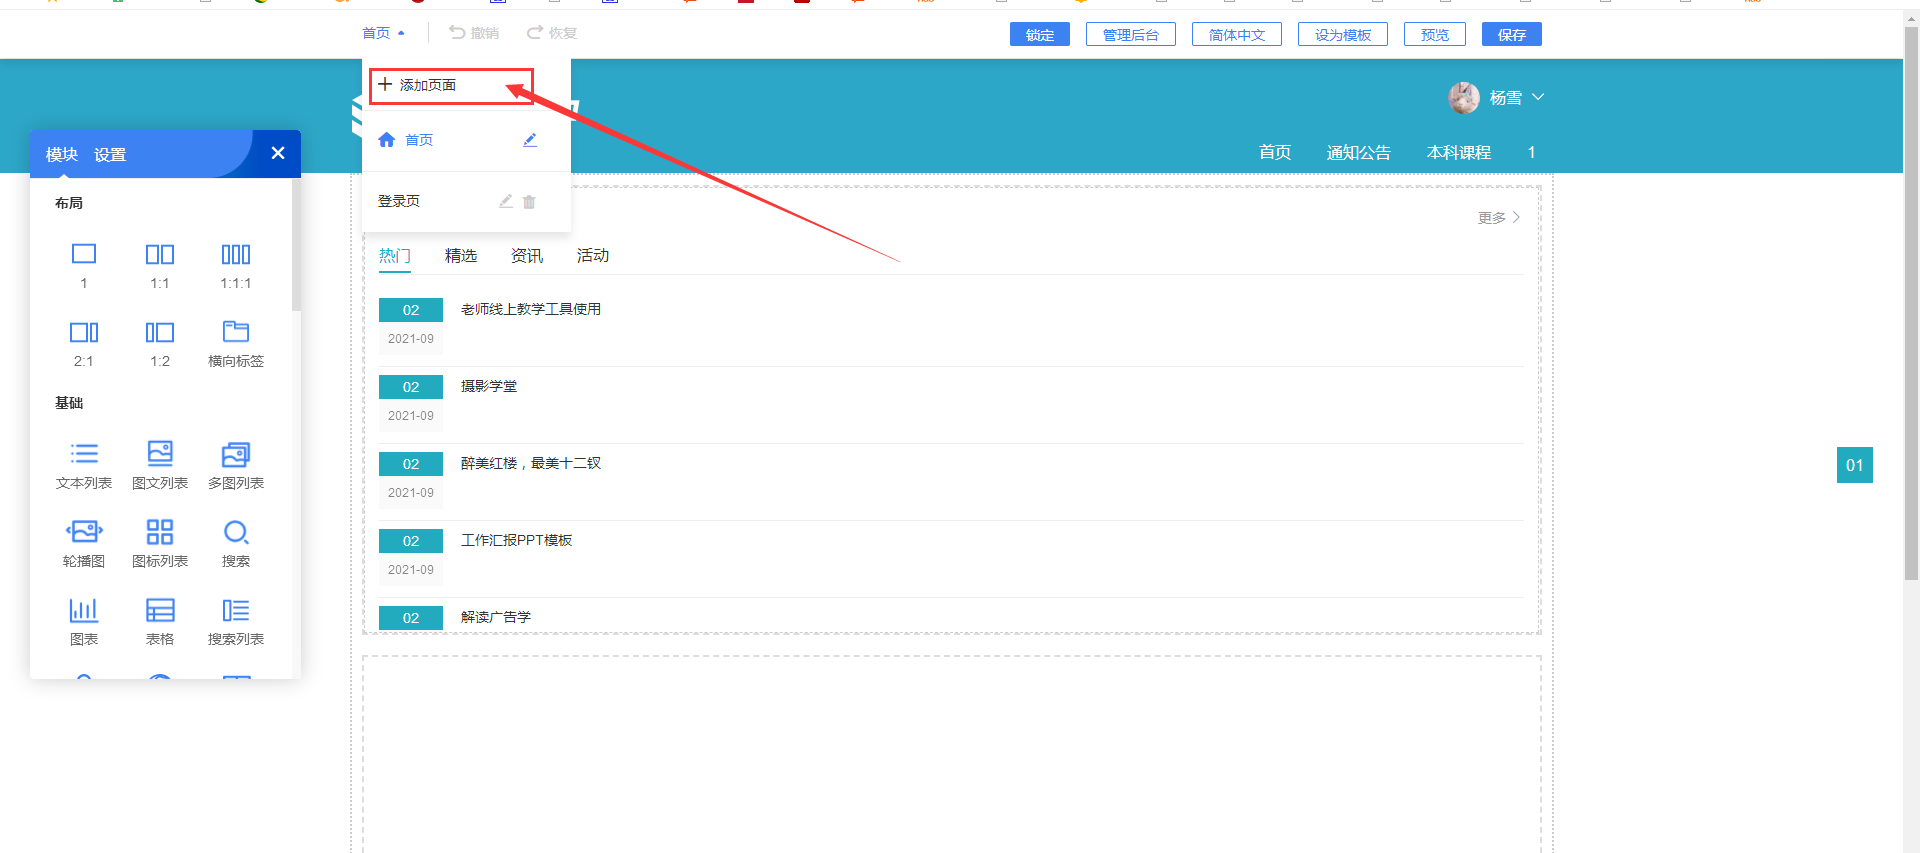 首页 撤销 恢复 锁定 管理后台 简体中文 设为模板 预览 保存
添加页面
首页
登录页
杨雪
首页 通知公告 本科课程 1
模块 设置
布局
1 1:1 1:1:1
2:1 1:2 横向标签
基础
文本列表 图文列表 多图列表
轮播图 图标列表 搜索
图表 表格 搜索列表
更多
热门 精选 资讯 活动
02 老师线上教学工具使用
2021-09
02 摄影学堂
2021-09
02 醉美红楼，最美十二钗
2021-09
02 工作汇报PPT模板
2021-09
02 解读广告学
01